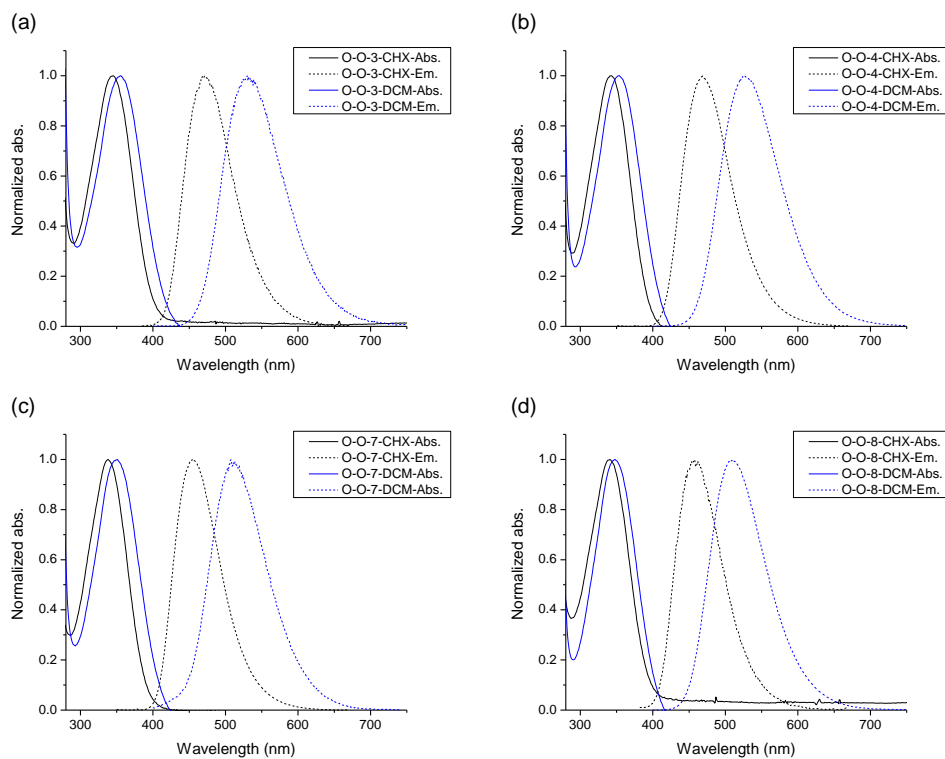 (a)
O-O-3-CHX-Abs.
O-O-3-CHX-Em.
O-O-3-DCM-Abs.
O-O-3-DCM-Em.
1.0
0.8
0.6
0.4
0.2
0.0
Normalized abs.
300 400 500 600 700
Wavelength (nm)
(b)
O-O-4-CHX-Abs.
O-O-4-CHX-Em.
O-O-4-DCM-Abs.
O-O-4-DCM-Em.
1.0
0.8
0.6
0.4
0.2
0.0
Normalized abs.
300 400 500 600 700
Wavelength (nm)
(c)
O-O-7-CHX-Abs.
O-O-7-CHX-Em.
O-O-7-DCM-Abs.
O-O-7-DCM-Abs.
1.0
0.8
0.6
0.4
0.2
0.0
Normalized abs.
300 400 500 600 700
Wavelength (nm)
(d)
O-O-8-CHX-Abs.
O-O-8-CHX-Em.
O-O-8-DCM-Abs.
O-O-8-DCM-Em.
1.0
0.8
0.6
0.4
0.2
0.0
Normalized abs.
300 400 500 600 700
Wavelength (nm)